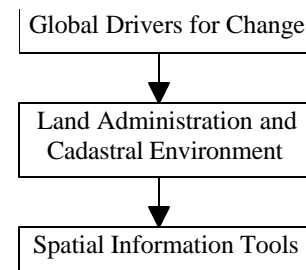 Global Drivers for Change
Land Administration and
Cadastral Environment
Spatial Information Tools